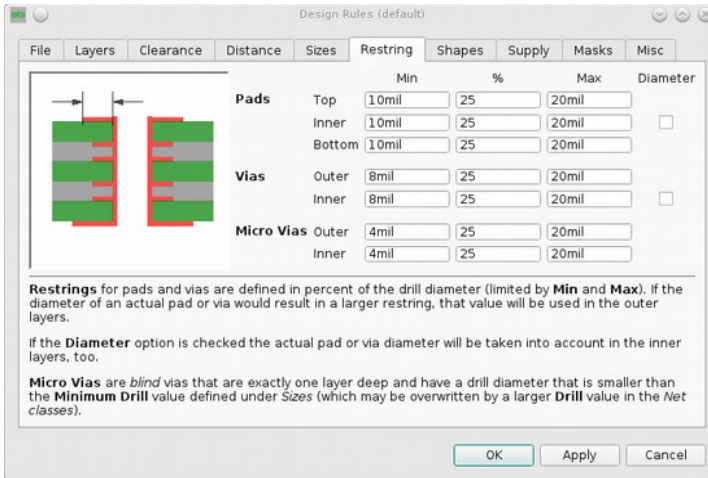 Design Rules (default)
File Layers Clearance Distance Sizes Restring Shapes Supply Masks Misc
Min % Max Diameter
Pads Top 10mil 25 20mil
Inner 10mil 25 20mil
Bottom 10mil 25 20mil
Vias Outer 8mil 25 20mil
Inner 8mil 25 20mil
Micro Vias Outer 4mil 25 20mil
Inner 4mil 25 20mil
Restrings for pads and vias are defined in percent of the drill diameter (limited by Min and Max). If the
diameter of an actual pad or via would result in a larger restring, that value will be used in the outer
layers.
If the Diameter option is checked the actual pad or via diameter will be taken into account in the inner
layers, too.
Micro Vias are blind vias that are exactly one layer deep and have a drill diameter that is smaller than
the Minimum Drill value defined under Sizes (which may be overwritten by a larger Drill value in the Net
classes).
OK Apply Cancel